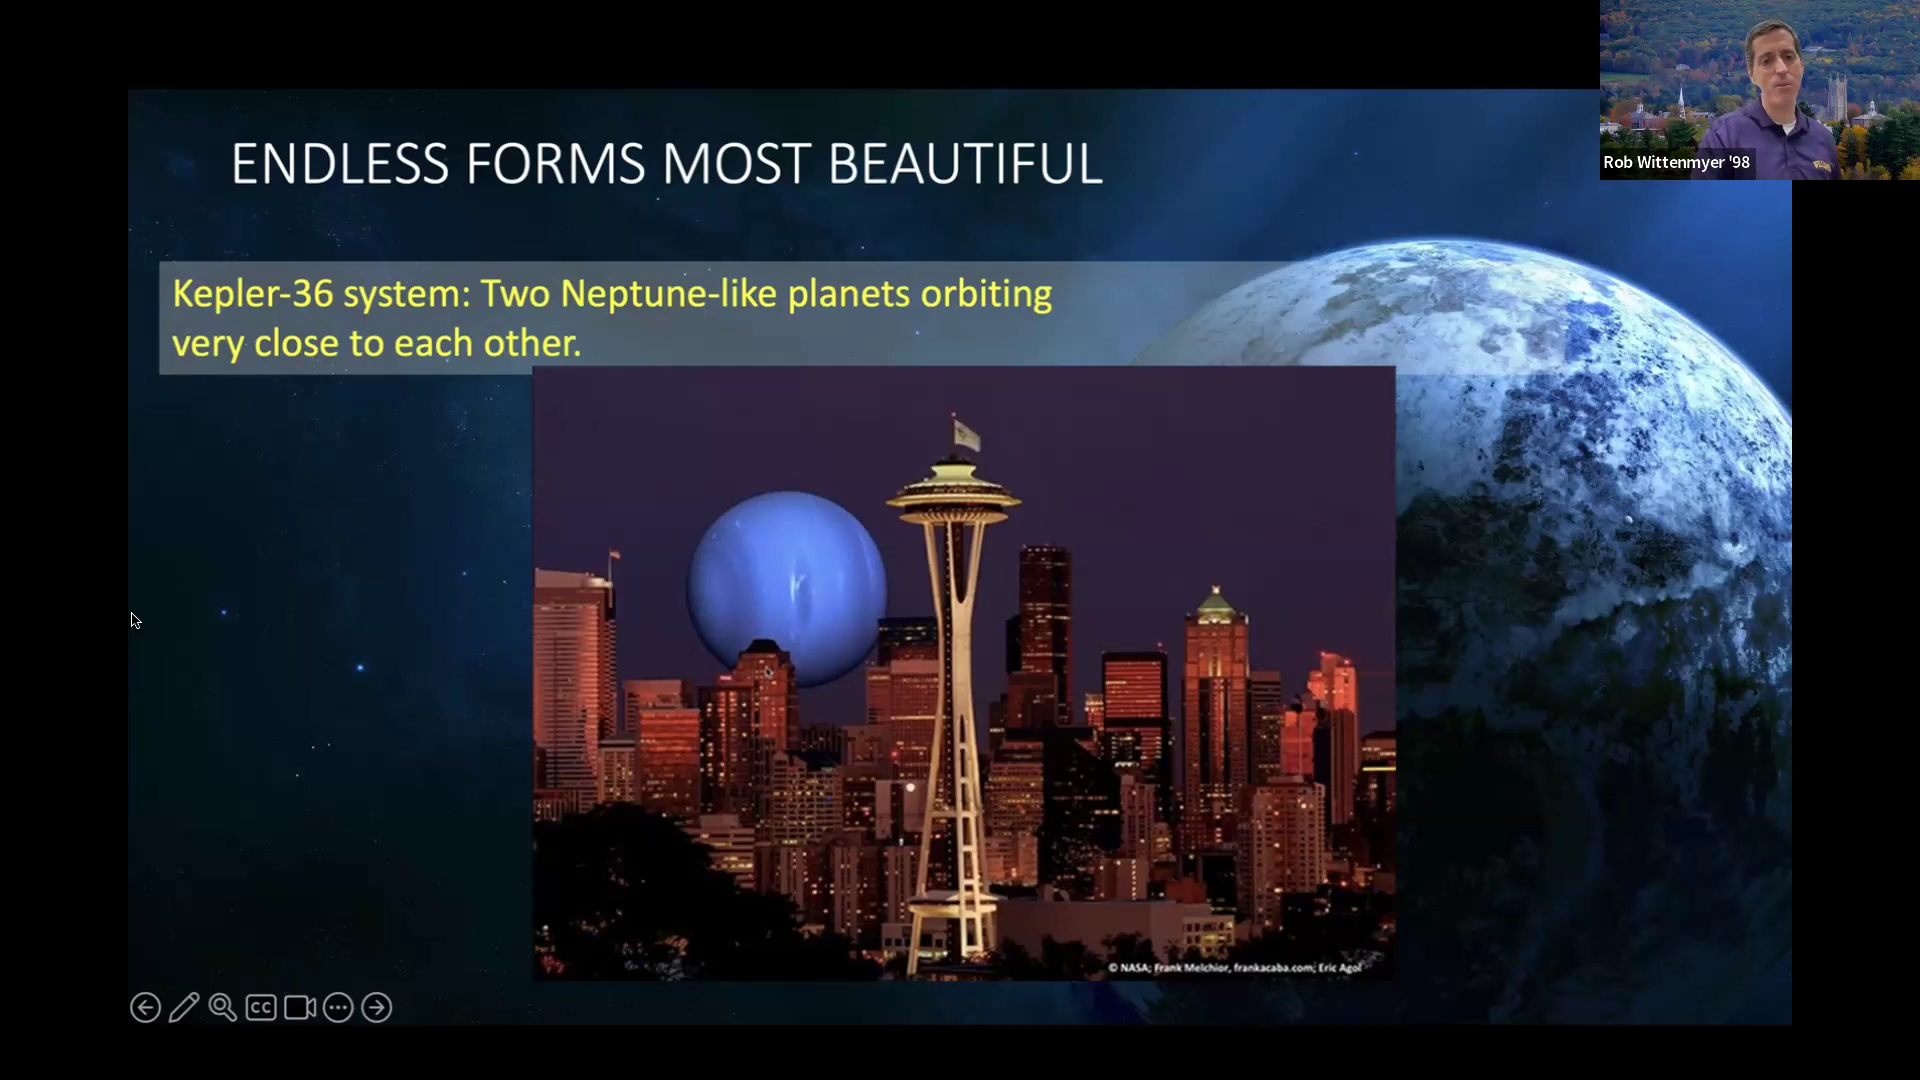 ENDLESS FORMS MOST BEAUTIFUL
Rob Wittenmyer '98
Kepler-36 system: Two Neptune-like planets orbiting
very close to each other.
© NASA; Frank Melchior, frankacaba.com; Eric Agol
CC